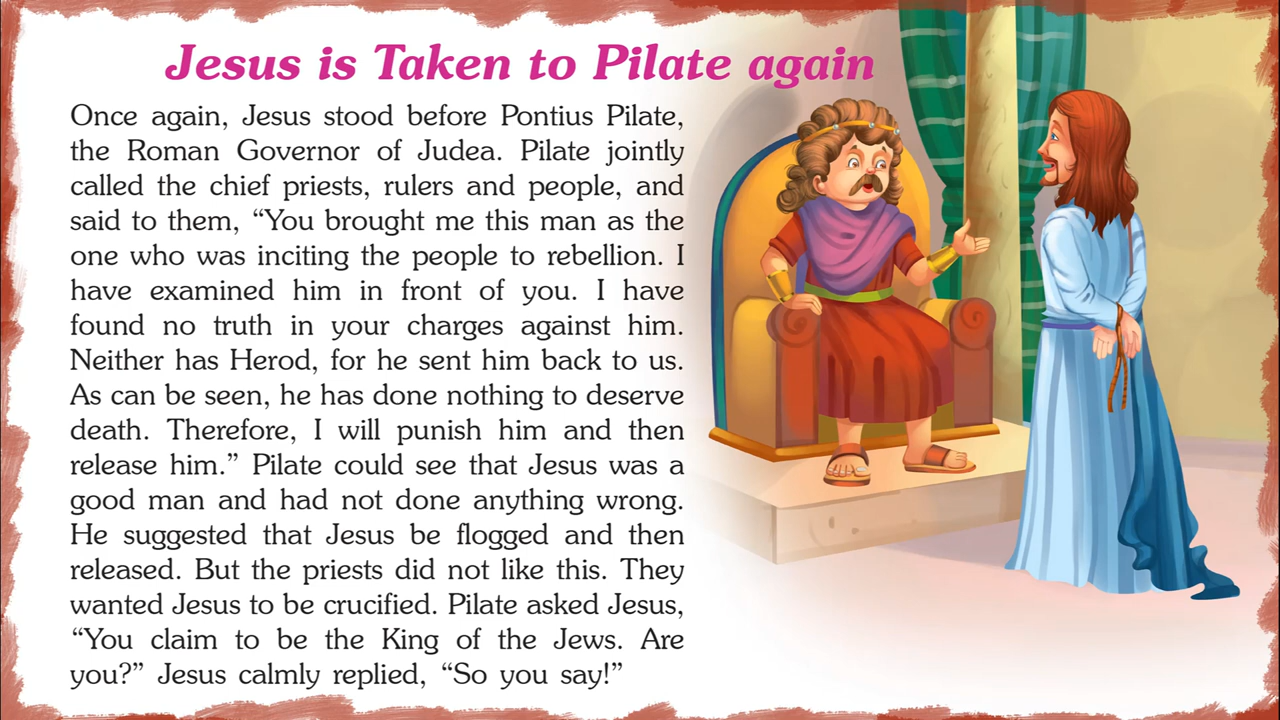 Jesus is Taken to Pilate again
Once again, Jesus stood before Pontius Pilate,
the Roman Governor of Judea. Pilate jointly
called the chief priests, rulers and people, and
said to them, “You brought me this man as the
one who was inciting the people to rebellion. I
have examined him in front of you. I have
found no truth in your charges against him.
Neither has Herod, for he sent him back to us.
As can be seen, he has done nothing to deserve
death. Therefore, I will punish him and then
release him.” Pilate could see that Jesus was a
good man and had not done anything wrong.
He suggested that Jesus be flogged and then
released. But the priests did not like this. They
wanted Jesus to be crucified. Pilate asked Jesus,
“You claim to be the King of the Jews. Are
you?” Jesus calmly replied, “So you say!”